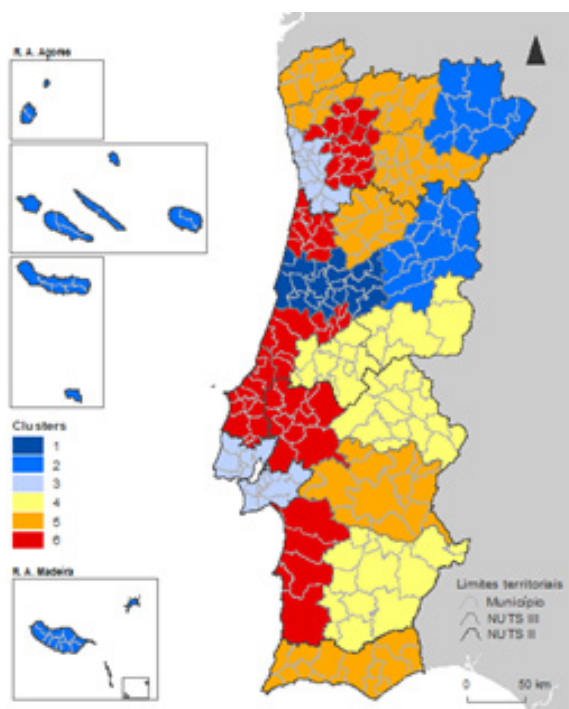 R. A. Açores
Clusters
1
2
3
4
5
6
R. A. Madeira
Limites territoriais
Município
NUTS III
NUTS II
0 50 km